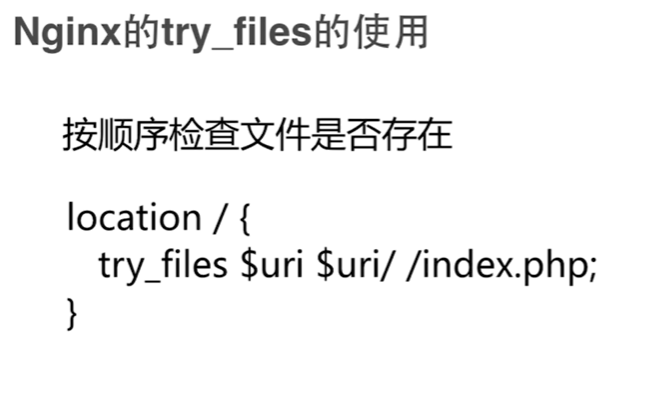 Nginx的try_files的使用
按顺序检查文件是否存在
location / {
try_files $uri $uri/ /index.php;
}